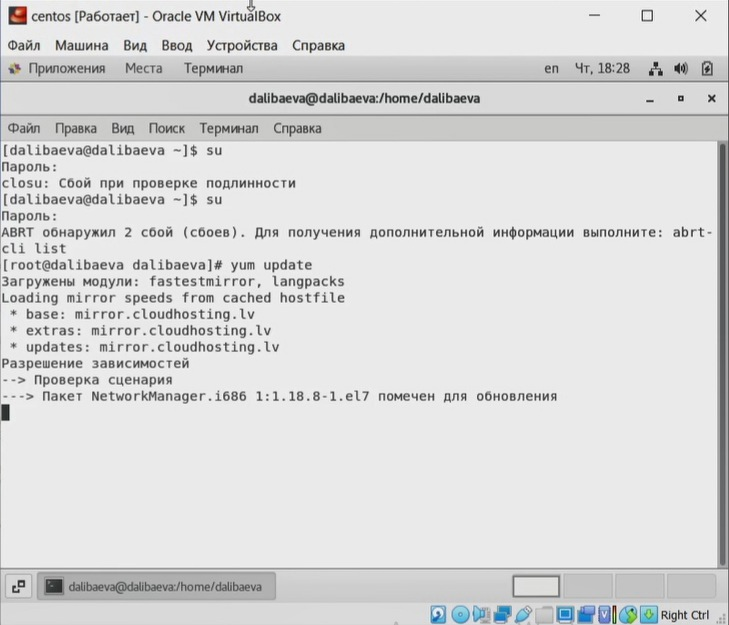 centos [Работает] - Oracle VM VirtualBox
Файл Машина Вид Ввод Устройства Справка
Приложения Места Терминал en Чт, 18:28
dalibaeva@dalibaeva:/home/dalibaeva
Файл Правка Вид Поиск Терминал Справка
[dalibaeva@dalibaeva ~]$ su
Пароль:
closu: Сбой при проверке подлинности
[dalibaeva@dalibaeva ~]$ su
Пароль:
ABRT обнаружил 2 сбой (сбоев). Для получения дополнительной информации выполните: abrt-
cli list
[root@dalibaeva dalibaeva]# yum update
Загружены модули: fastestmirror, langpacks
Loading mirror speeds from cached hostfile
* base: mirror.cloudhosting.lv
* extras: mirror.cloudhosting.lv
* updates: mirror.cloudhosting.lv
Разрешение зависимостей
--> Проверка сценария
---> Пакет NetworkManager.i686 1:1.18.8-1.el7 помечен для обновления
dalibaeva@dalibaeva:/home/dalibaeva
Right Ctrl